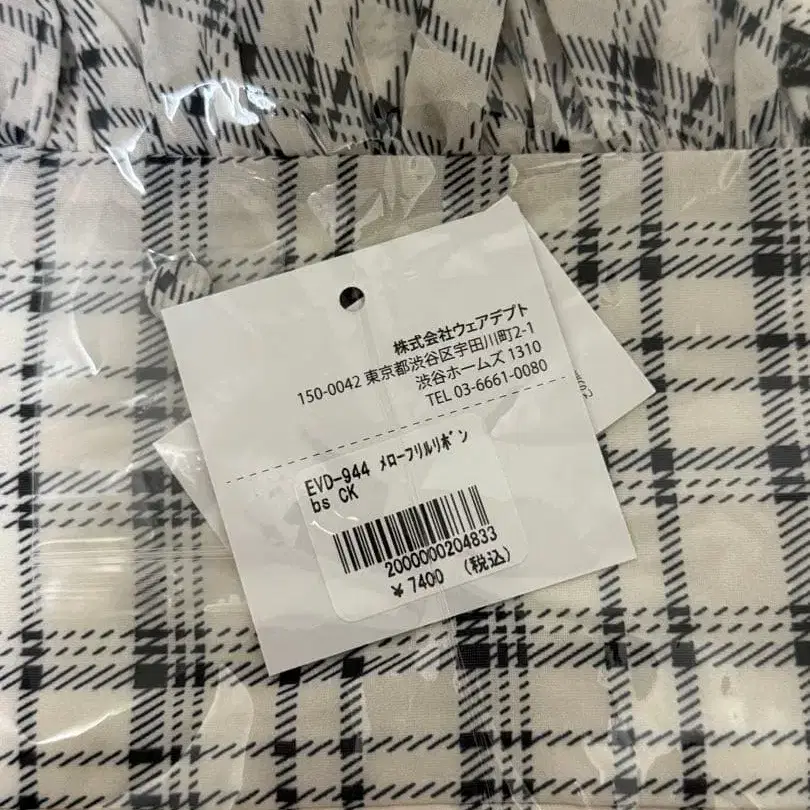 株式会社ウェアデプト
150-0042 東京都渋谷区宇田川町2-1
渋谷ホームズ 1310
TEL 03-6661-0080
EVD-944 ﾒﾛｰﾌﾘﾙﾘﾎﾞﾝ
bs CK
2000000204833
¥7400 (税込)